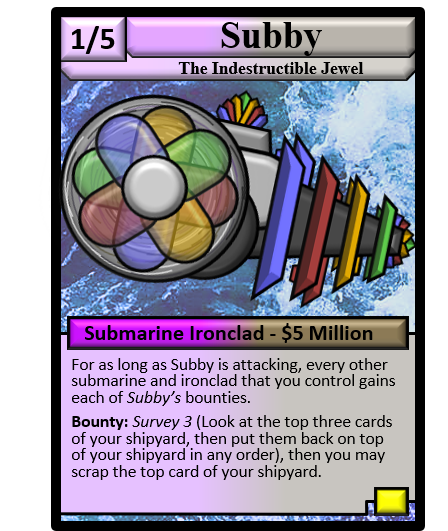 1/5
Subby
The Indestructible Jewel
Submarine Ironclad - $5 Million
For as long as Subby is attacking, every other
submarine and ironclad that you control gains
each of Subby's bounties.
Bounty: Survey 3 (Look at the top three cards
of your shipyard, then put them back on top
of your shipyard in any order), then you may
scrap the top card of your shipyard.